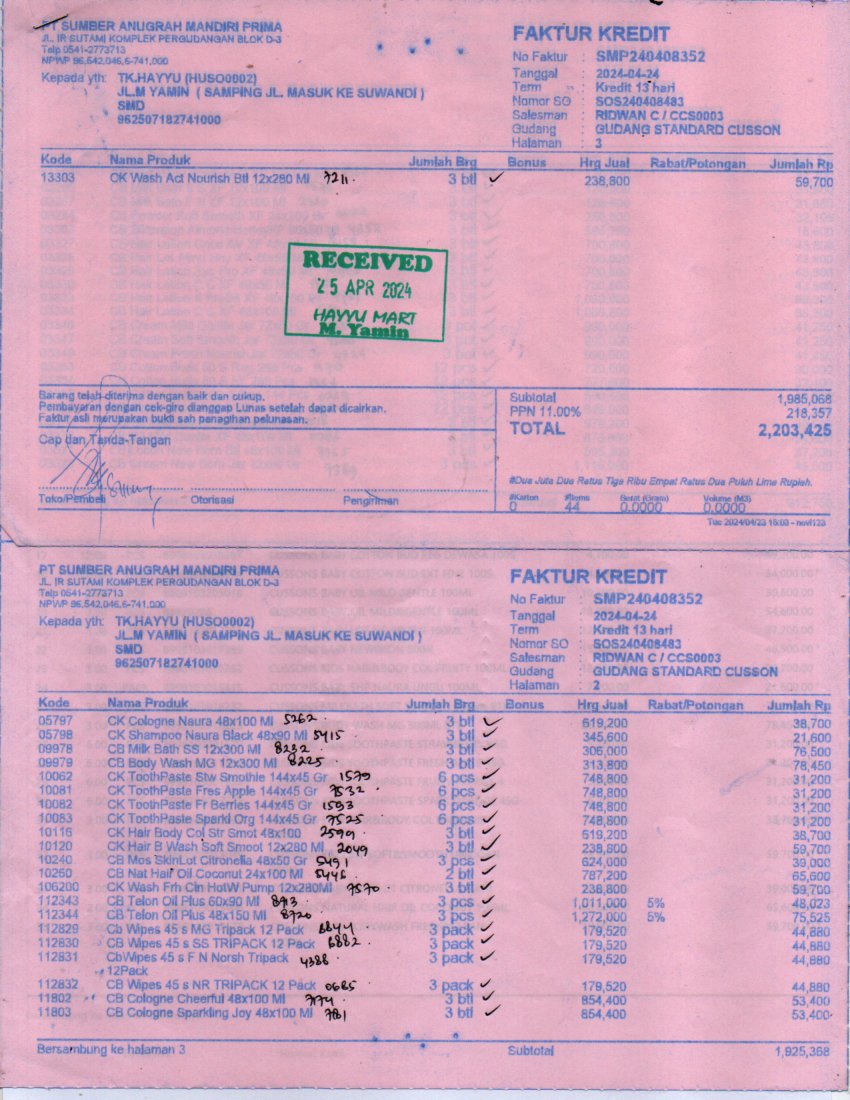 PT SUMBER ANUGRAH MANDIRI PRIMA
JL. IR SUTAMI KOMPLEK PERGUDANGAN BLOK D-3
Telp 0541-2773713
NPWP 96,542,046,6-741,000
Kepada yth: TK.HAYYU (HUSO0002)
JL.M YAMIN ( SAMPING JL. MASUK KE SUWANDI )
SMD
962507182741000
FAKTUR KREDIT
No Faktur : SMP240408352
Tanggal : 2024-04-24
Term : Kredit 13 hari
Nomor SO : SOS240408483
Salesman : RIDWAN C / CCS0003
Gudang : GUDANG STANDARD CUSSON
Halaman : 3
Kode Nama Produk Jumlah Brg Bonus Hrg Jual Rabat/Potongan Jumlah Rp
13303 CK Wash Act Nourish Btl 12x280 Ml 7211. 3 btl ✓ 238,800 59,700
RECEIVED
25 APR 2024
HAYYU MART
M. Yamin
Barang telah diterima dengan baik dan cukup.
Pembayaran dengan cek-giro dianggap Lunas setelah dapat dicairkan.
Faktur asli merupakan bukti sah penagihan pelunasan.
Cap dan Tanda-Tangan
Toko/Pembeli Otorisasi Pengiriman
Subtotal 1,985,068
PPN 11.00% 218,357
TOTAL 2,203,425
#Dua Juta Dua Ratus Tiga Ribu Empat Ratus Dua Puluh Lima Rupiah.
#Karton #Items Berat (Gram) Volume (M3)
0 44 0.0000 0.0000
Tue 2024/04/23 16:03 - novi123
PT SUMBER ANUGRAH MANDIRI PRIMA
JL. IR SUTAMI KOMPLEK PERGUDANGAN BLOK D-3
Telp 0541-2773713
NPWP 96,542,046,6-741,000
Kepada yth: TK.HAYYU (HUSO0002)
JL.M YAMIN ( SAMPING JL. MASUK KE SUWANDI )
SMD
962507182741000
FAKTUR KREDIT
No Faktur : SMP240408352
Tanggal : 2024-04-24
Term : Kredit 13 hari
Nomor SO : SOS240408483
Salesman : RIDWAN C / CCS0003
Gudang : GUDANG STANDARD CUSSON
Halaman : 2
Kode Nama Produk Jumlah Brg Bonus Hrg Jual Rabat/Potongan Jumlah Rp
05797 CK Cologne Naura 48x100 Ml 5262 3 btl ✓ 619,200 38,700
05798 CK Shampoo Naura Black 48x90 Ml 5415 3 btl ✓ 345,600 21,600
09978 CB Milk Bath SS 12x300 Ml 8232 3 btl ✓ 306,000 76,500
09979 CB Body Wash MG 12x300 Ml 8225 3 btl ✓ 313,800 78,450
10062 CK ToothPaste Stw Smothie 144x45 Gr 1579 6 pcs ✓ 748,800 31,200
10081 CK ToothPaste Fres Apple 144x45 Gr 7532 6 pcs ✓ 748,800 31,200
10082 CK ToothPaste Fr Berries 144x45 Gr 1593 6 pcs ✓ 748,800 31,200
10083 CK ToothPaste Sparkl Org 144x45 Gr 7525 6 pcs ✓ 748,800 31,200
10116 CK Hair Body Col Str Smot 48x100 2599 3 btl ✓ 619,200 38,700
10120 CK Hair B Wash Soft Smoot 12x280 Ml 2049 3 btl ✓ 238,800 59,700
10240 CB Mos SkinLot Citronella 48x50 Gr 5491 3 pcs ✓ 624,000 39,000
10250 CB Nat Hair Oil Coconut 24x100 Ml 5446 2 btl ✓ 787,200 65,600
106200 CK Wash Frh Cln HotW Pump 12x280Ml 7570 3 btl ✓ 238,800 59,700
112343 CB Telon Oil Plus 60x90 Ml 8713 3 pcs ✓ 1,011,000 5% 48,023
112344 CB Telon Oil Plus 48x150 Ml 8720 3 pcs ✓ 1,272,000 5% 75,525
112829 Cb Wipes 45 s MG Tripack 12 Pack 6844 3 pack ✓ 179,520 44,880
112830 CB Wipes 45 s SS TRIPACK 12 Pack 6882 3 pack ✓ 179,520 44,880
112831 CbWipes 45 s F N Norsh Tripack 4388 3 pack ✓ 179,520 44,880
12Pack
112832 CB Wipes 45 s NR TRIPACK 12 Pack 0685 3 pack ✓ 179,520 44,880
11802 CB Cologne Cheerful 48x100 Ml 7174 3 btl ✓ 854,400 53,400
11803 CB Cologne Sparkling Joy 48x100 Ml 7181 3 btl ✓ 854,400 53,400
Bersambung ke halaman 3 Subtotal 1,925,368